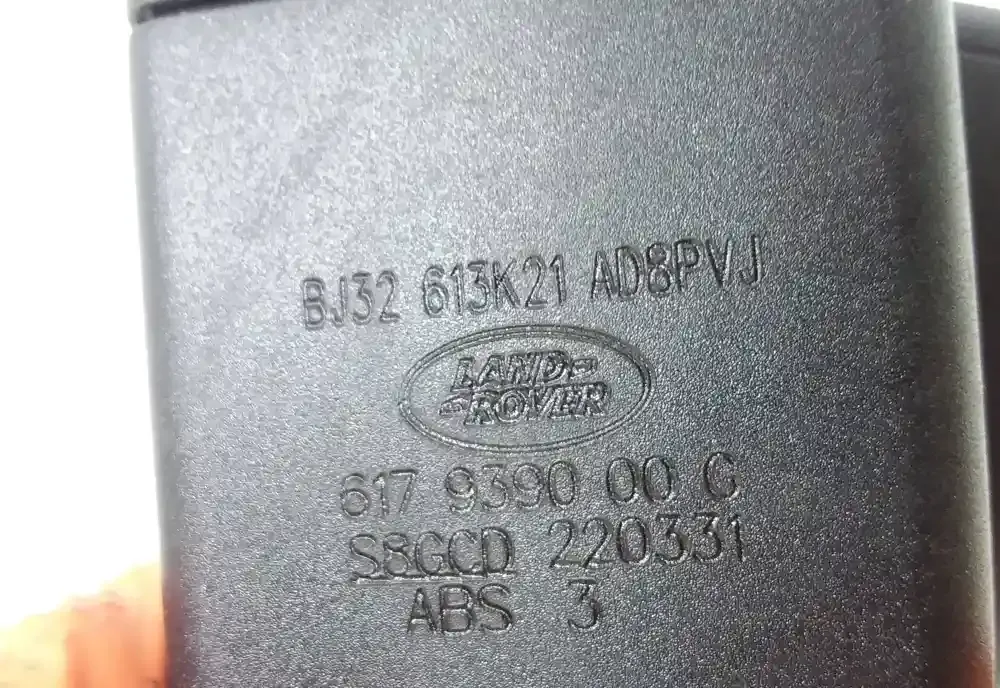 BJ32 613K21 AD8PVJ
LAND-
-ROVER
617 9390 00 C
S8GCD 220331
ABS 3